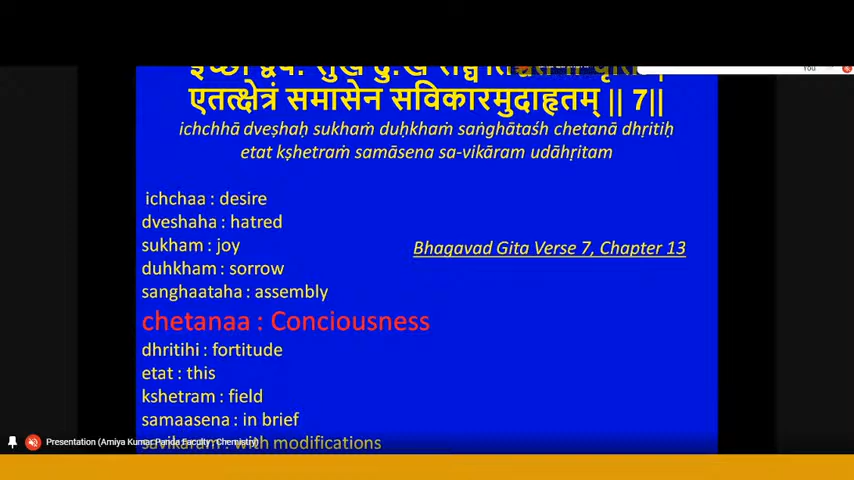 एतत्क्षेत्रं समासेन सविकारमुदाहृतम् || 7||
ichchhā dveṣhaḥ sukhaṁ duḥkhaṁ saṅghātaśh chetanā dhṛitiḥ
etat kṣhetraṁ samāsena sa-vikāram udāhṛitam
ichchaa : desire
dveshaha : hatred
sukham : joy
Bhagavad Gita Verse 7, Chapter 13
duhkham : sorrow
sanghaataha : assembly
chetanaa : Conciousness
dhritihi : fortitude
etat : this
kshetram : field
samaasena : in brief
Presentation (Amiya Kumar Panda Faculty, Chemistry)
savikaram : with modifications
You